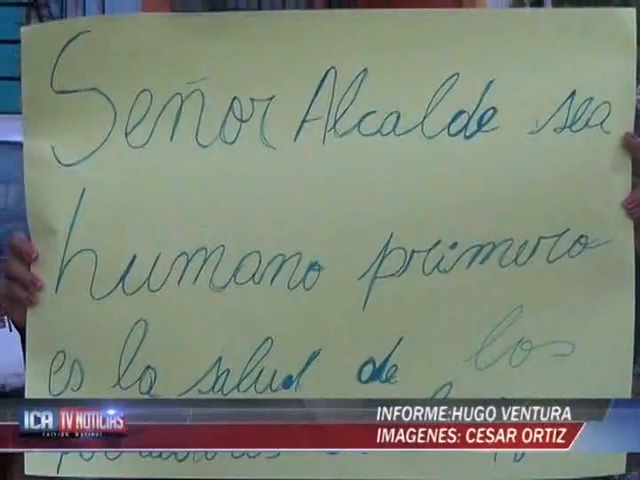 Señor Alcalde sea
humano primero
es la salud de los
ICA TV NOTICIAS
INFORME:HUGO VENTURA
IMAGENES: CESAR ORTIZ